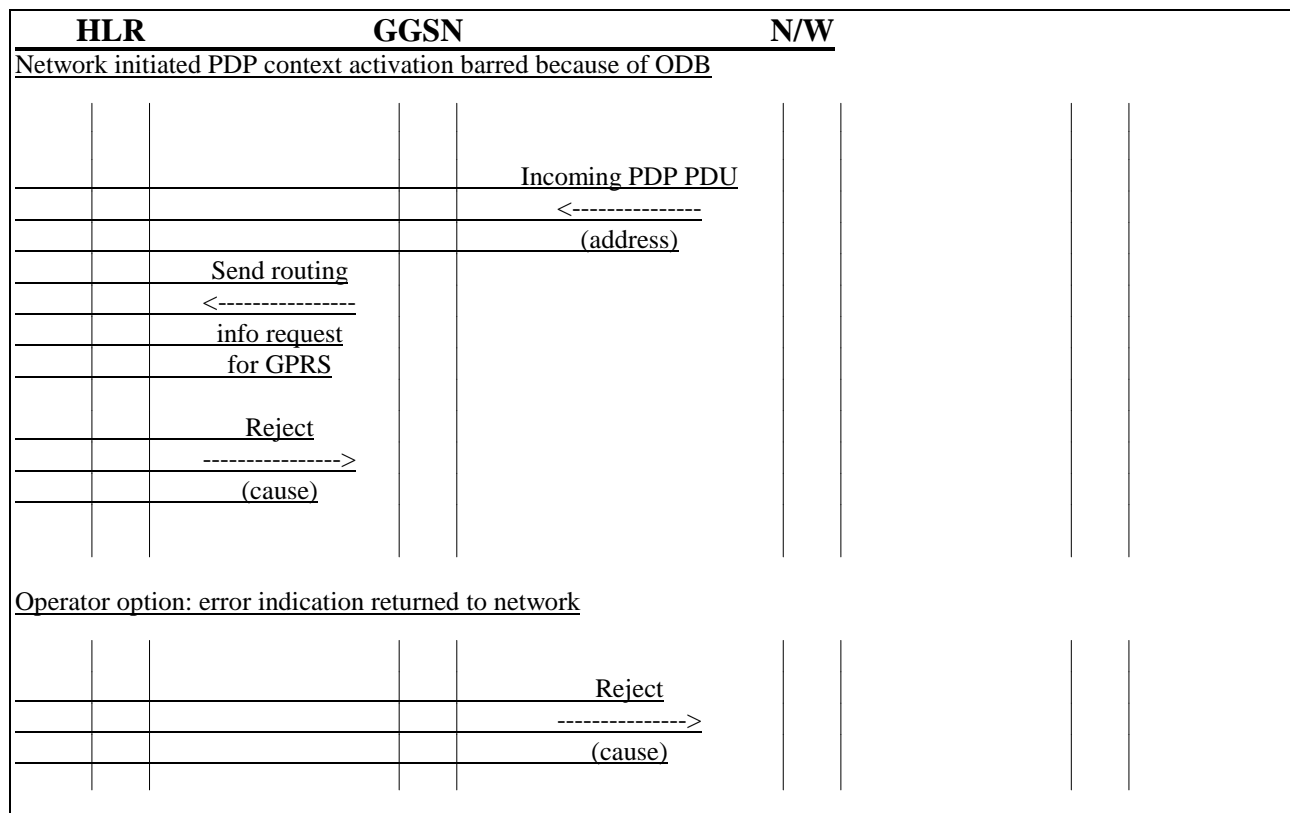 HLR GGSN N/W
Network initiated PDP context activation barred because of ODB
Incoming PDP PDU
<---------------
(address)
Send routing
<----------------
info request
for GPRS
Reject
---------------->
(cause)
Operator option: error indication returned to network
Reject
--------------->
(cause)